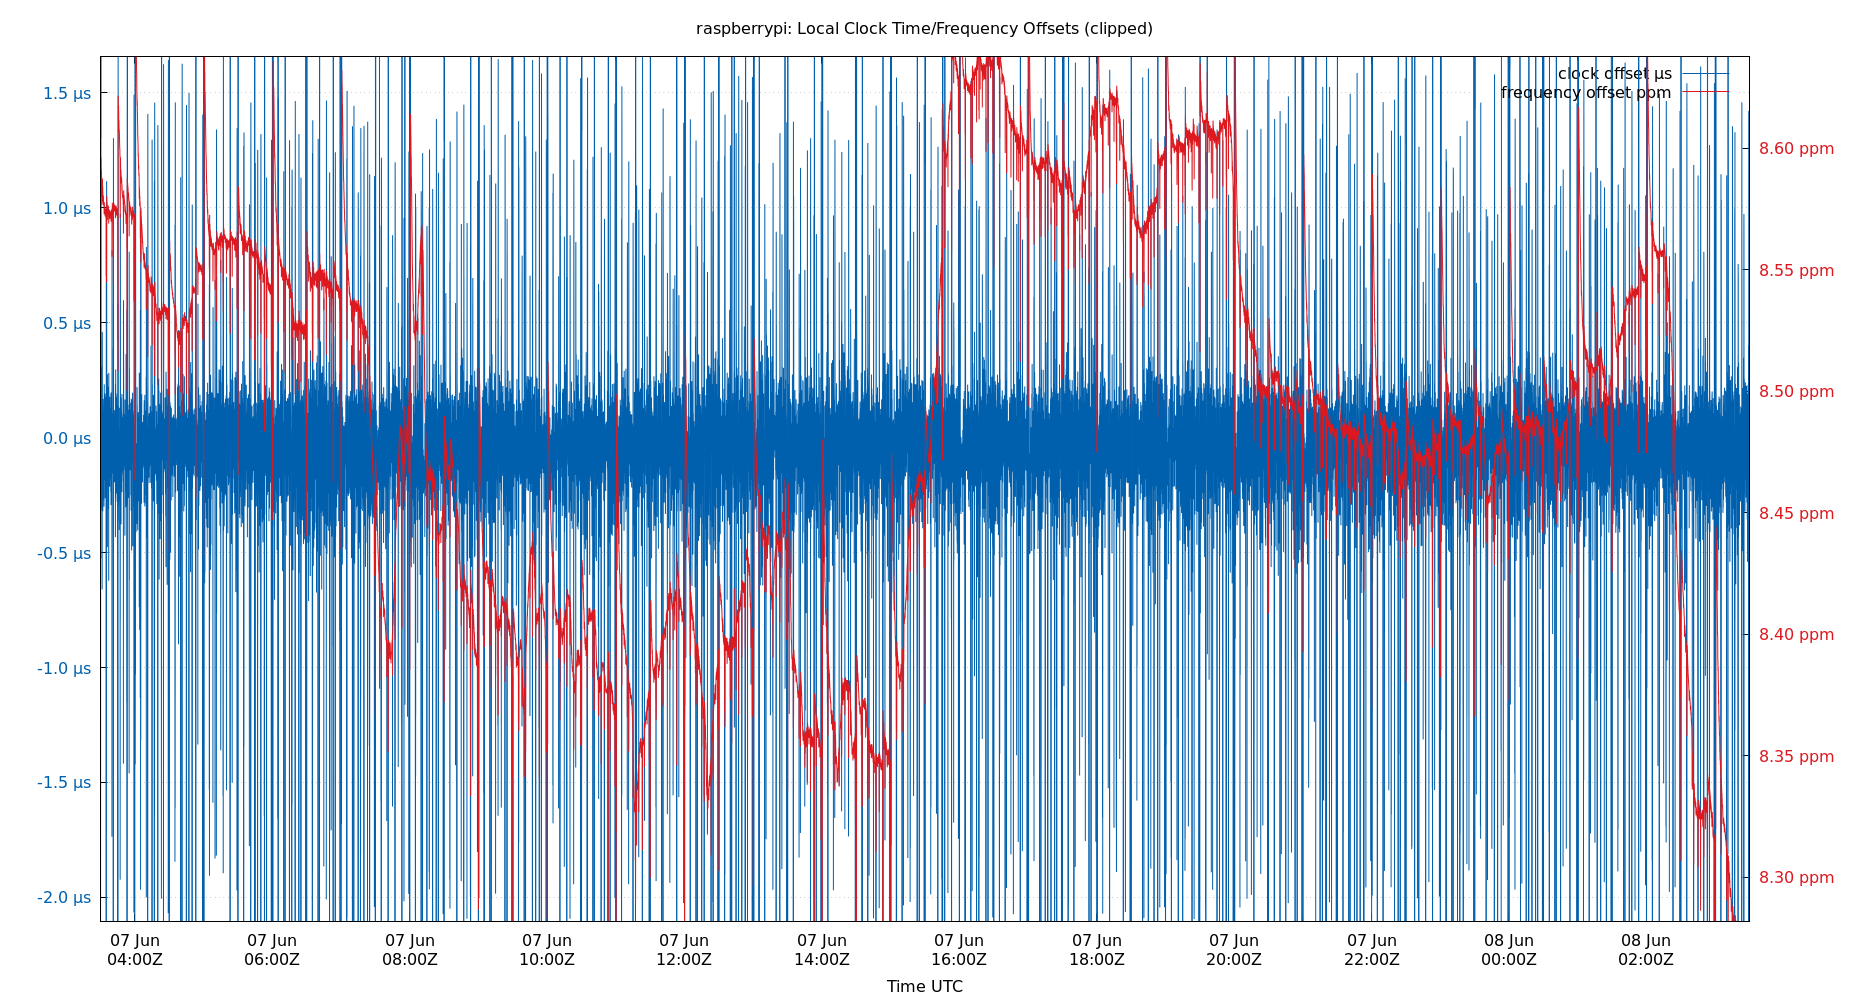 raspberrypi: Local Clock Time/Frequency Offsets (clipped)
clock offset µs
frequency offset ppm
1.5 µs
1.0 µs
0.5 µs
0.0 µs
-0.5 µs
-1.0 µs
-1.5 µs
-2.0 µs
8.60 ppm
8.55 ppm
8.50 ppm
8.45 ppm
8.40 ppm
8.35 ppm
8.30 ppm
07 Jun 07 Jun 07 Jun 07 Jun 07 Jun 07 Jun 07 Jun 07 Jun 07 Jun 07 Jun 08 Jun 08 Jun
04:00Z 06:00Z 08:00Z 10:00Z 12:00Z 14:00Z 16:00Z 18:00Z 20:00Z 22:00Z 00:00Z 02:00Z
Time UTC